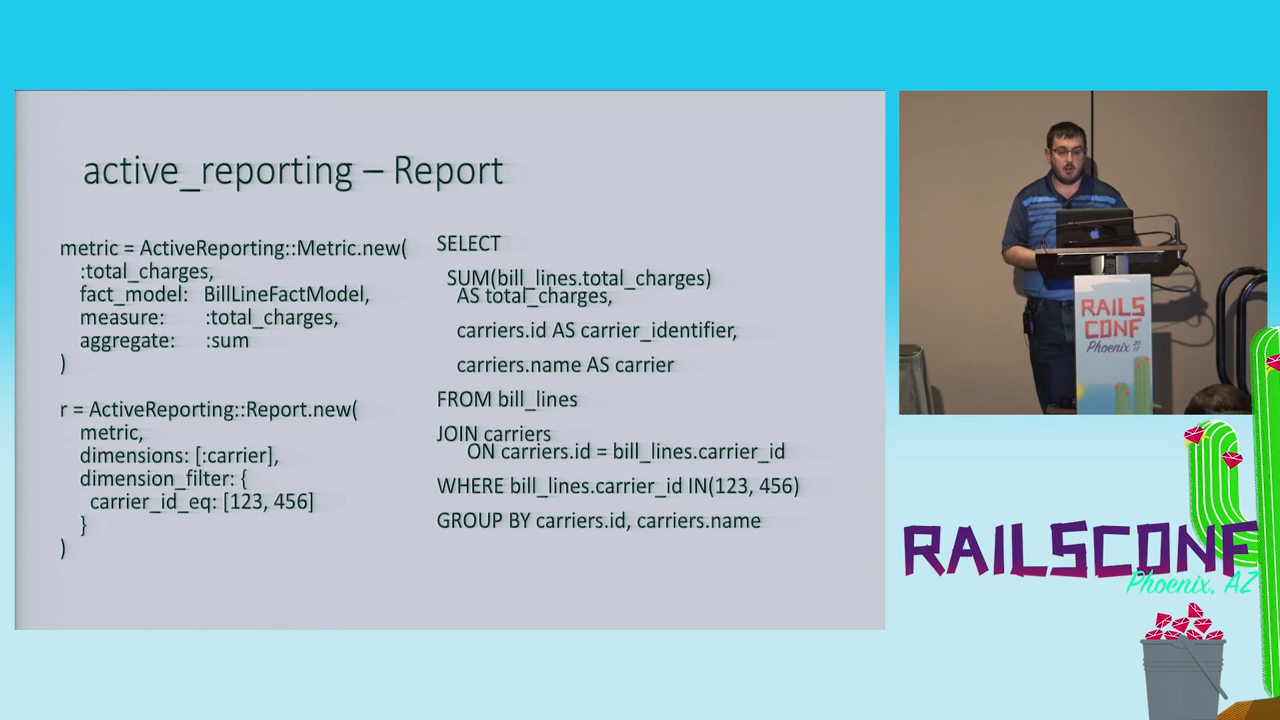 active_reporting – Report
metric = ActiveReporting::Metric.new(
:total_charges,
fact_model: BillLineFactModel,
measure: :total_charges,
aggregate: :sum
)
r = ActiveReporting::Report.new(
metric,
dimensions: [:carrier],
dimension_filter: {
carrier_id_eq: [123, 456]
}
)
SELECT
SUM(bill_lines.total_charges)
AS total_charges,
carriers.id AS carrier_identifier,
carriers.name AS carrier
FROM bill_lines
JOIN carriers
ON carriers.id = bill_lines.carrier_id
WHERE bill_lines.carrier_id IN(123, 456)
GROUP BY carriers.id, carriers.name
RAILS
CONF
Phoenix 2017
RAILSCONF
Phoenix, AZ